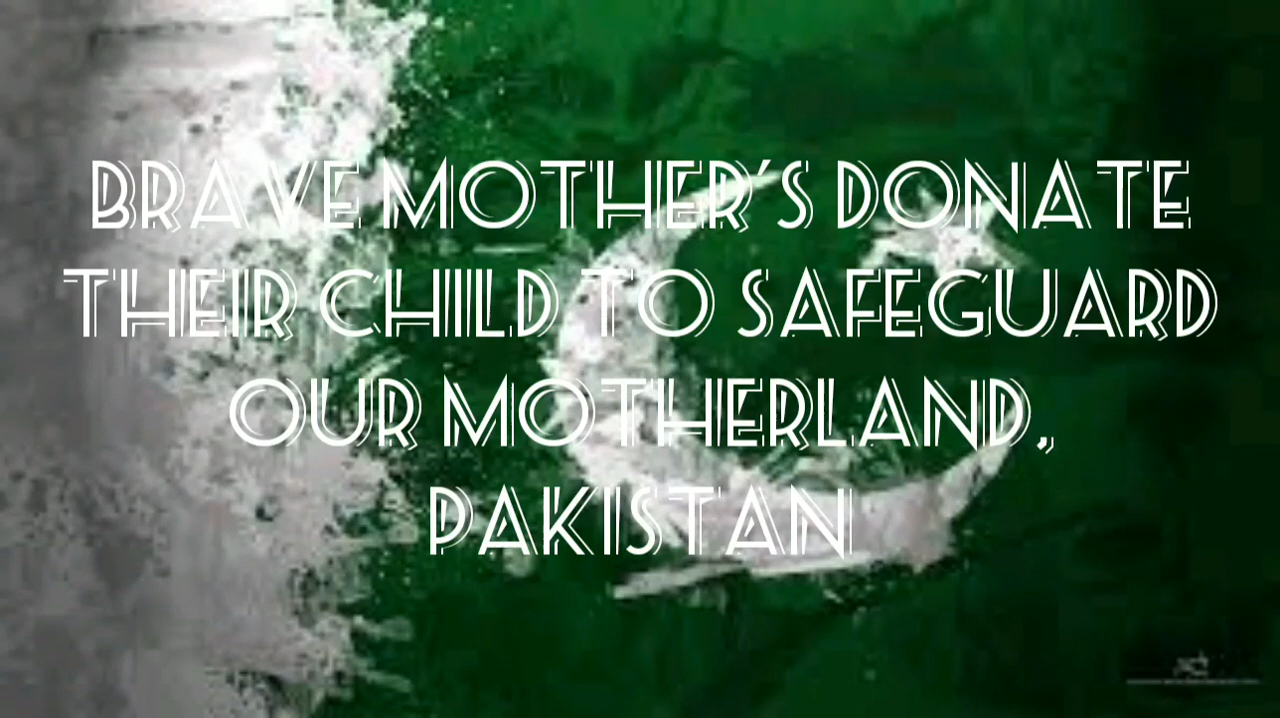 BRAVE MOTHER'S DONATE
THEIR CHILD TO SAFEGUARD
OUR MOTHERLAND,
PAKISTAN